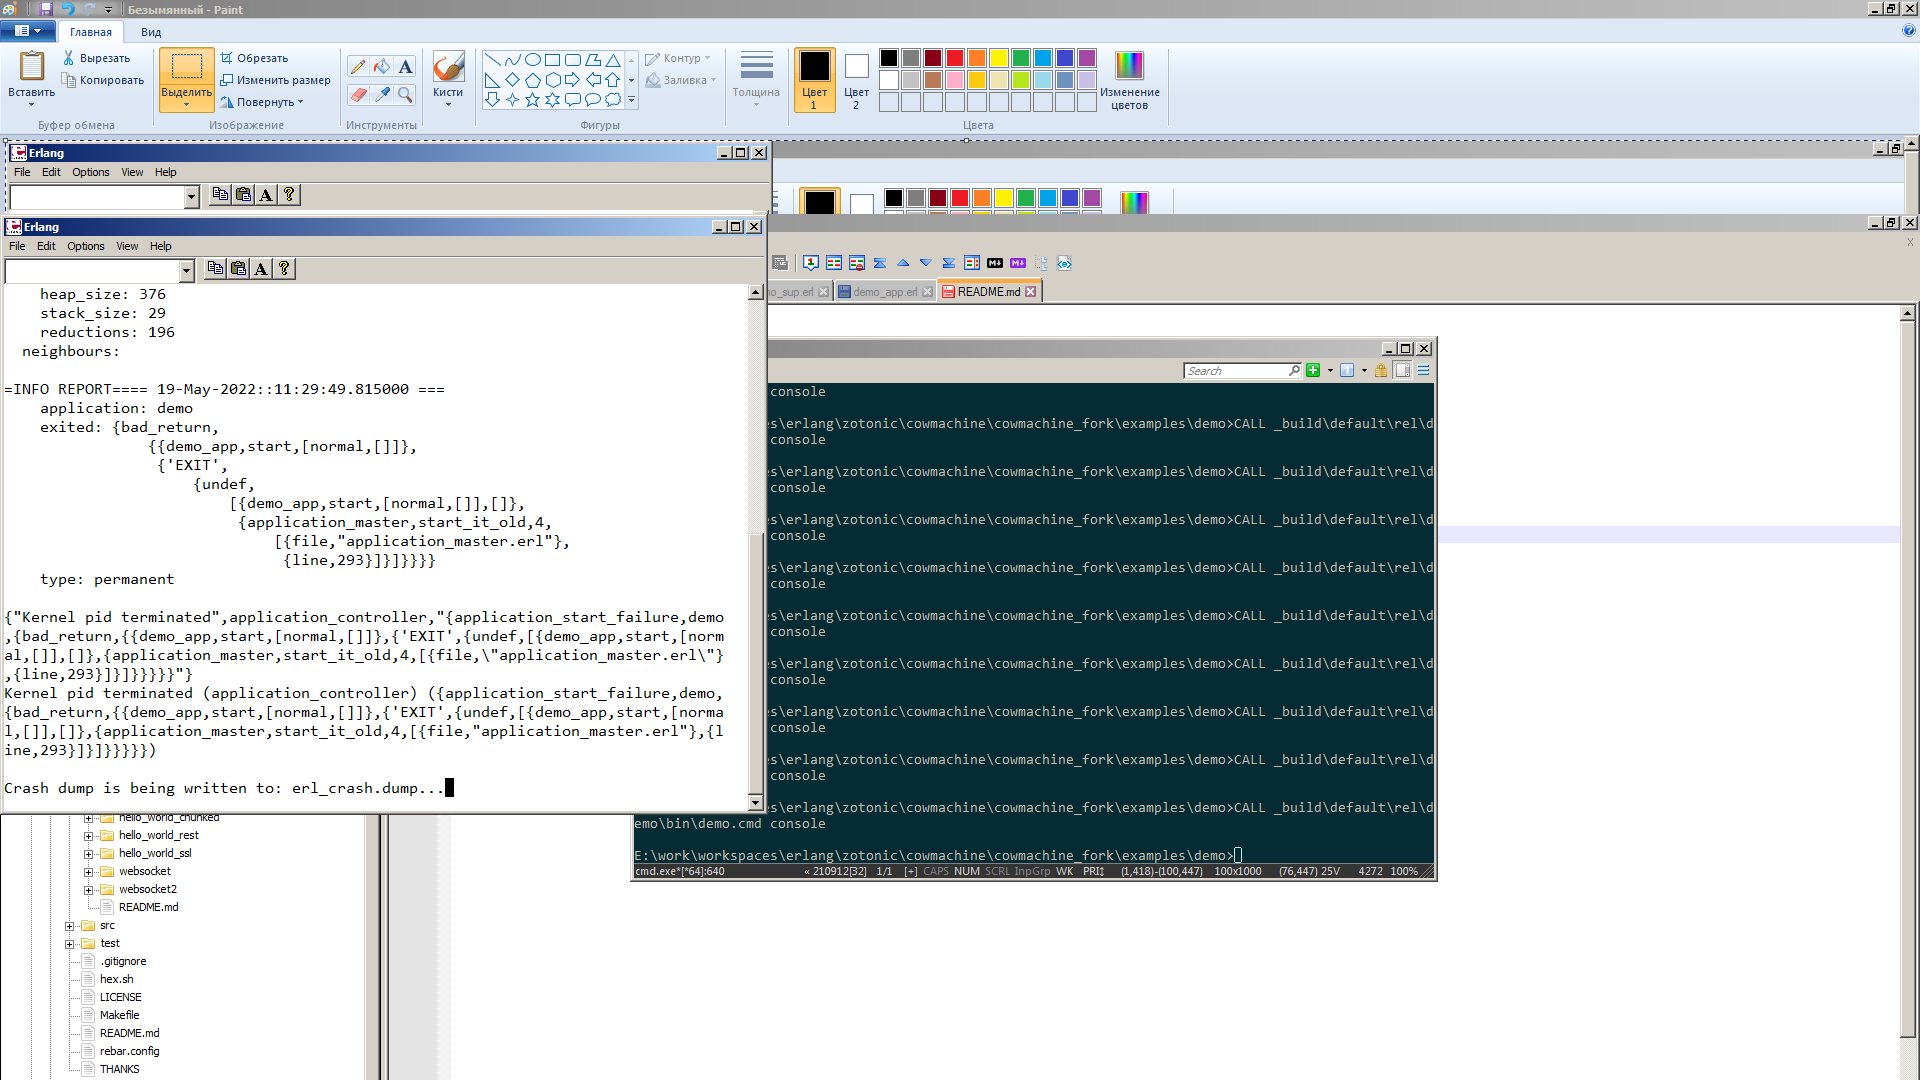 Безымянный - Paint
Главная
Вид
Вставить
Вырезать
Копировать
Буфер обмена
Выделить
Обрезать
Изменить размер
Повернуть
Изображение
A
Инструменты
Кисти
Фигуры
Контур
Заливка
Толщина
Цвет 1
Цвет 2
Изменение цветов
Цвета
Erlang
File Edit Options View Help
Erlang
File Edit Options View Help
heap_size: 376
stack_size: 29
reductions: 196
neighbours:
=INFO REPORT==== 19-May-2022::11:29:49.815000 ===
application: demo
exited: {bad_return,
{{demo_app,start,[normal,[]]},
{'EXIT',
{undef,
[{demo_app,start,[normal,[]],[]},
{application_master,start_it_old,4,
[{file,"application_master.erl"},
{line,293}]}]}}}}
type: permanent
{"Kernel pid terminated",application_controller,"{application_start_failure,demo
,{bad_return,{{demo_app,start,[normal,[]]},{'EXIT',{undef,[{demo_app,start,[norm
al,[]],[]},{application_master,start_it_old,4,[{file,\"application_master.erl\"}
,{line,293}]}]}}}}}"}
Kernel pid terminated (application_controller) ({application_start_failure,demo,
{bad_return,{{demo_app,start,[normal,[]]},{'EXIT',{undef,[{demo_app,start,[norma
l,[]],[]},{application_master,start_it_old,4,[{file,"application_master.erl"},{l
ine,293}]}]}}}}})
Crash dump is being written to: erl_crash.dump...
o_sup.erl
demo_app.erl
README.md
Search
console
s\erlang\zotonic\cowmachine\cowmachine_fork\examples\demo>CALL _build\default\rel\d
console
s\erlang\zotonic\cowmachine\cowmachine_fork\examples\demo>CALL _build\default\rel\d
console
s\erlang\zotonic\cowmachine\cowmachine_fork\examples\demo>CALL _build\default\rel\d
console
s\erlang\zotonic\cowmachine\cowmachine_fork\examples\demo>CALL _build\default\rel\d
console
s\erlang\zotonic\cowmachine\cowmachine_fork\examples\demo>CALL _build\default\rel\d
console
s\erlang\zotonic\cowmachine\cowmachine_fork\examples\demo>CALL _build\default\rel\d
console
s\erlang\zotonic\cowmachine\cowmachine_fork\examples\demo>CALL _build\default\rel\d
console
s\erlang\zotonic\cowmachine\cowmachine_fork\examples\demo>CALL _build\default\rel\d
console
s\erlang\zotonic\cowmachine\cowmachine_fork\examples\demo>CALL _build\default\rel\d
emo\bin\demo.cmd console
E:\work\workspaces\erlang\zotonic\cowmachine\cowmachine_fork\examples\demo>
cmd.exe*[*64]:640 « 210912[32] 1/1 [+] CAPS NUM SCRL InpGrp WK PRI↕ (1,418)-(100,447) 100x1000 (76,447) 25V 4272 100%
hello_world_chunked
hello_world_rest
hello_world_ssl
websocket
websocket2
README.md
src
test
.gitignore
hex.sh
LICENSE
Makefile
README.md
rebar.config
THANKS